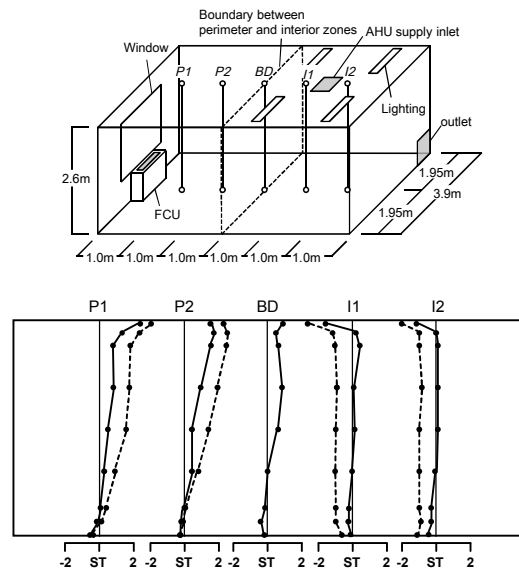 Boundary between
perimeter and interior zones
AHU supply inlet
Window
P1 P2 BD I1 I2
Lighting
outlet
2.6m
FCU
1.95m
1.95m
3.9m
1.0m 1.0m 1.0m 1.0m 1.0m 1.0m
P1 P2 BD I1 I2
-2 ST 2 -2 ST 2 -2 ST 2 -2 ST 2 -2 ST 2